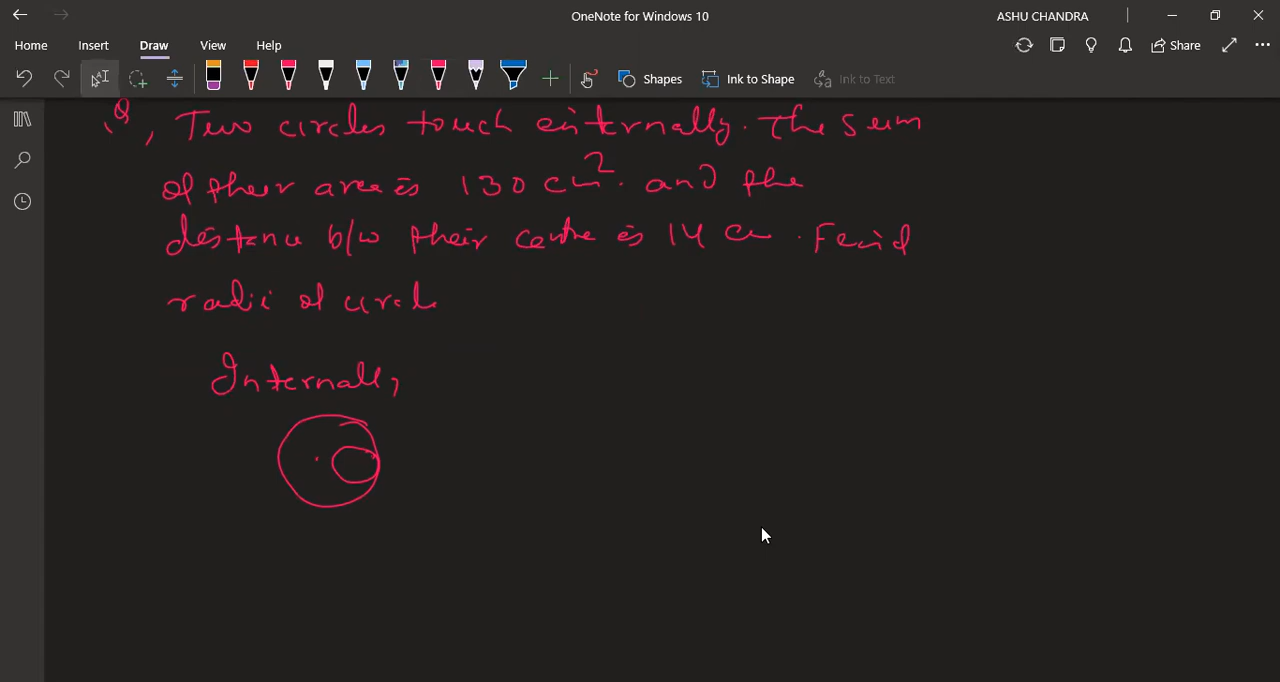 OneNote for Windows 10
ASHU CHANDRA
Home Insert Draw View Help
Share
Shapes
Ink to Shape
Ink to Text
Q, Two circles touch internally. The sum
of their area is 130 cm². and the
distance b/w their centre is 14 cm. Find
radii of circle
Internally